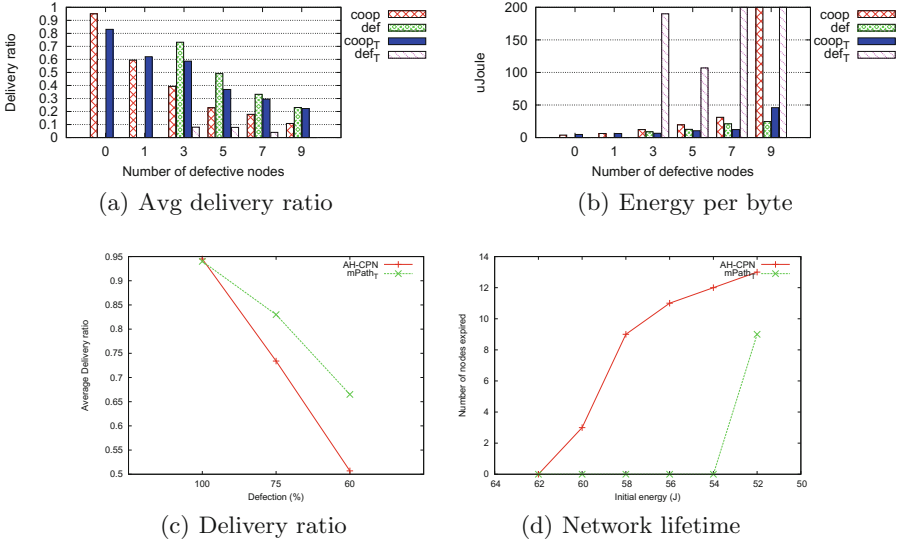 1
0.9
0.8
0.7
0.6
0.5
0.4
0.3
0.2
0.1
0
Delivery ratio
0 1 3 5 7 9
Number of defective nodes
coop
def
coopT
defT
(a) Avg delivery ratio
200
150
100
50
0
uJoule
0 1 3 5 7 9
Number of defective nodes
coop
def
coopT
defT
(b) Energy per byte
0.95
0.9
0.85
0.8
0.75
0.7
0.65
0.6
0.55
0.5
Average Delivery ratio
AH-CPN
mPathT
100 75 60
Defection (%)
(c) Delivery ratio
14
12
10
8
6
4
2
0
Number of nodes expired
AH-CPN
mPathT
64 62 60 58 56 54 52 50
Initial energy (J)
(d) Network lifetime